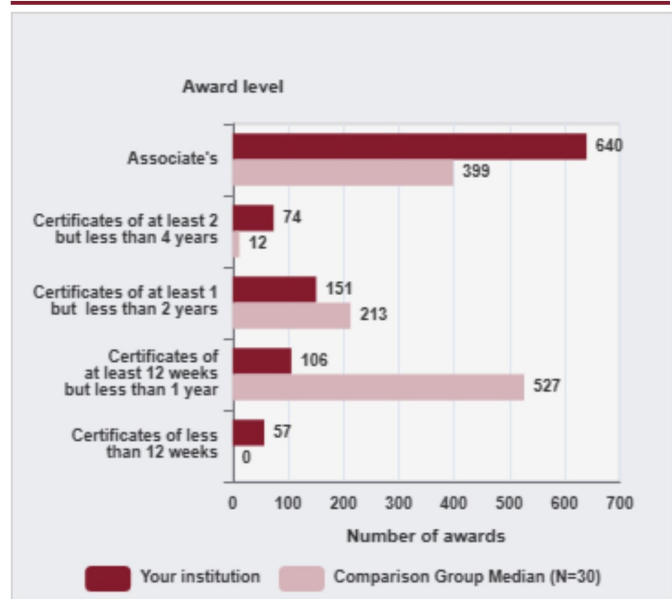 Award level
Associate's
640
399
Certificates of at least 2
but less than 4 years
74
12
Certificates of at least 1
but less than 2 years
151
213
Certificates of
at least 12 weeks
but less than 1 year
106
527
Certificates of less
than 12 weeks
57
0
0 100 200 300 400 500 600 700
Number of awards
Your institution Comparison Group Median (N=30)